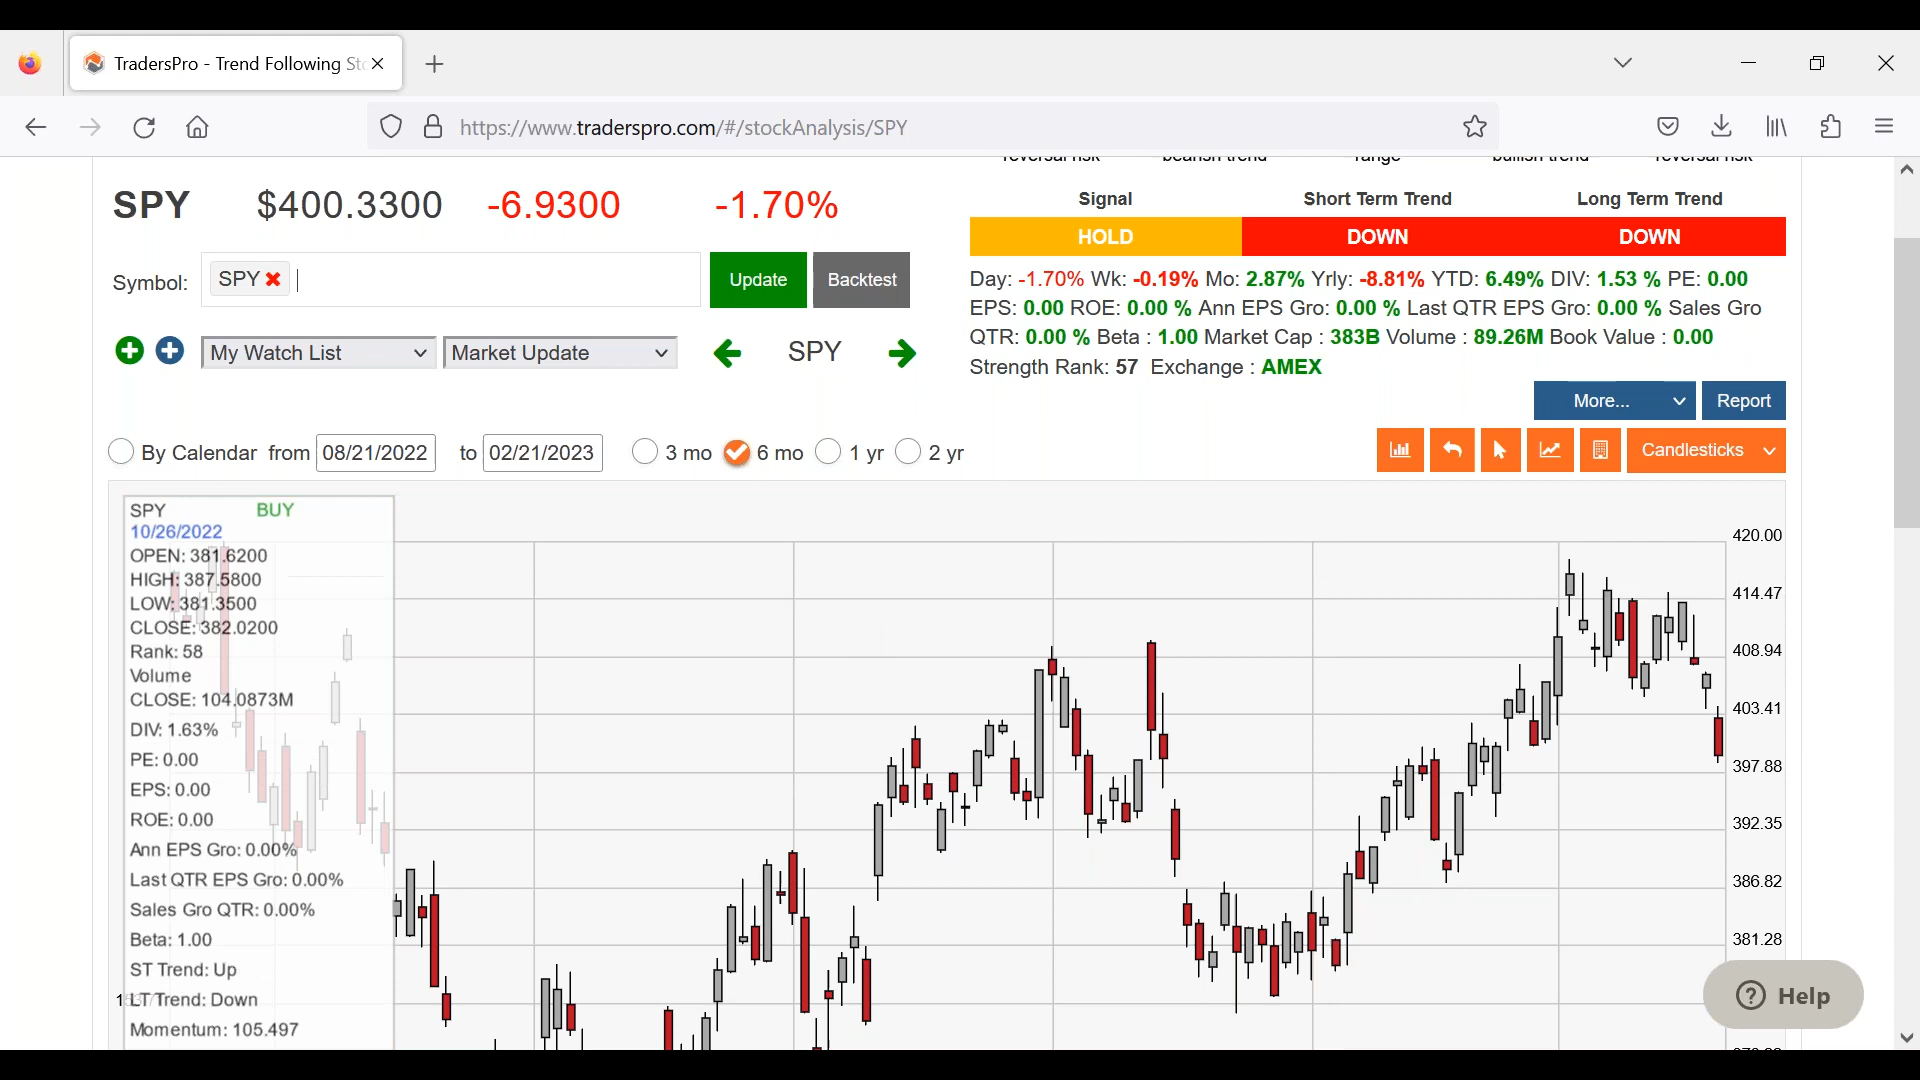 TradersPro - Trend Following Sto
https://www.traderspro.com/#/stockAnalysis/SPY
reversal risk bearish trend range bullish trend reversal risk
SPY $400.3300 -6.9300 -1.70%
Signal Short Term Trend Long Term Trend
HOLD DOWN DOWN
Symbol: SPY Update Backtest
Day: -1.70% Wk: -0.19% Mo: 2.87% Yrly: -8.81% YTD: 6.49% DIV: 1.53 % PE: 0.00
EPS: 0.00 ROE: 0.00 % Ann EPS Gro: 0.00 % Last QTR EPS Gro: 0.00 % Sales Gro
QTR: 0.00 % Beta : 1.00 Market Cap : 383B Volume : 89.26M Book Value : 0.00
Strength Rank: 57 Exchange : AMEX
My Watch List Market Update SPY
More... Report
By Calendar from 08/21/2022 to 02/21/2023 3 mo 6 mo 1 yr 2 yr
Candlesticks
SPY BUY
10/26/2022
OPEN: 381.6200
HIGH: 387.5800
LOW: 381.3500
CLOSE: 382.0200
Rank: 58
Volume
CLOSE: 104.0873M
DIV: 1.63%
PE: 0.00
EPS: 0.00
ROE: 0.00
Ann EPS Gro: 0.00%
Last QTR EPS Gro: 0.00%
Sales Gro QTR: 0.00%
Beta: 1.00
ST Trend: Up
LT Trend: Down
Momentum: 105.497
420.00
414.47
408.94
403.41
397.88
392.35
386.82
381.28
Help